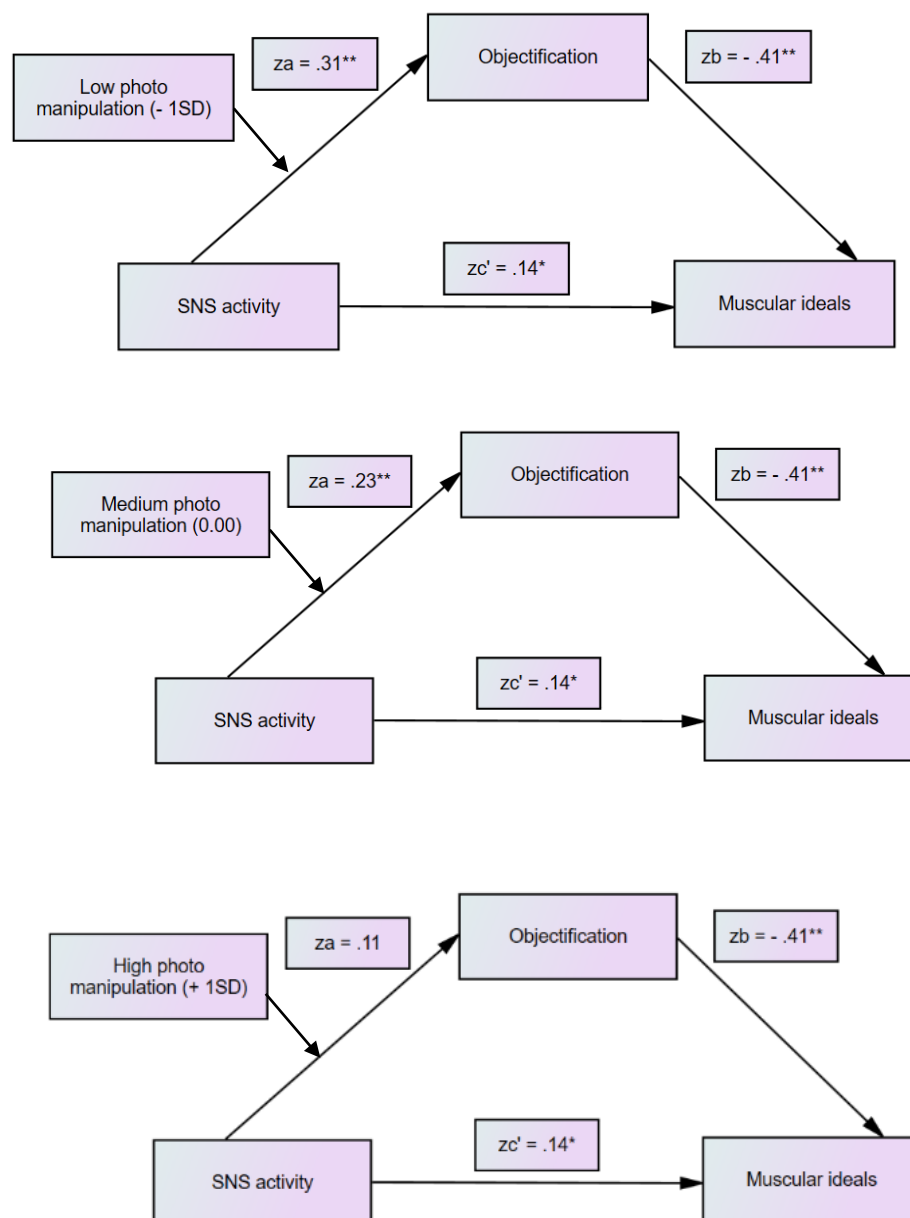 za = .31**
Objectification
zb = - .41**
Low photo
manipulation (- 1SD)
zc' = .14*
SNS activity
Muscular ideals
za = .23**
Objectification
zb = - .41**
Medium photo
manipulation (0.00)
zc' = .14*
SNS activity
Muscular ideals
za = .11
Objectification
zb = - .41**
High photo
manipulation (+ 1SD)
zc' = .14*
SNS activity
Muscular ideals